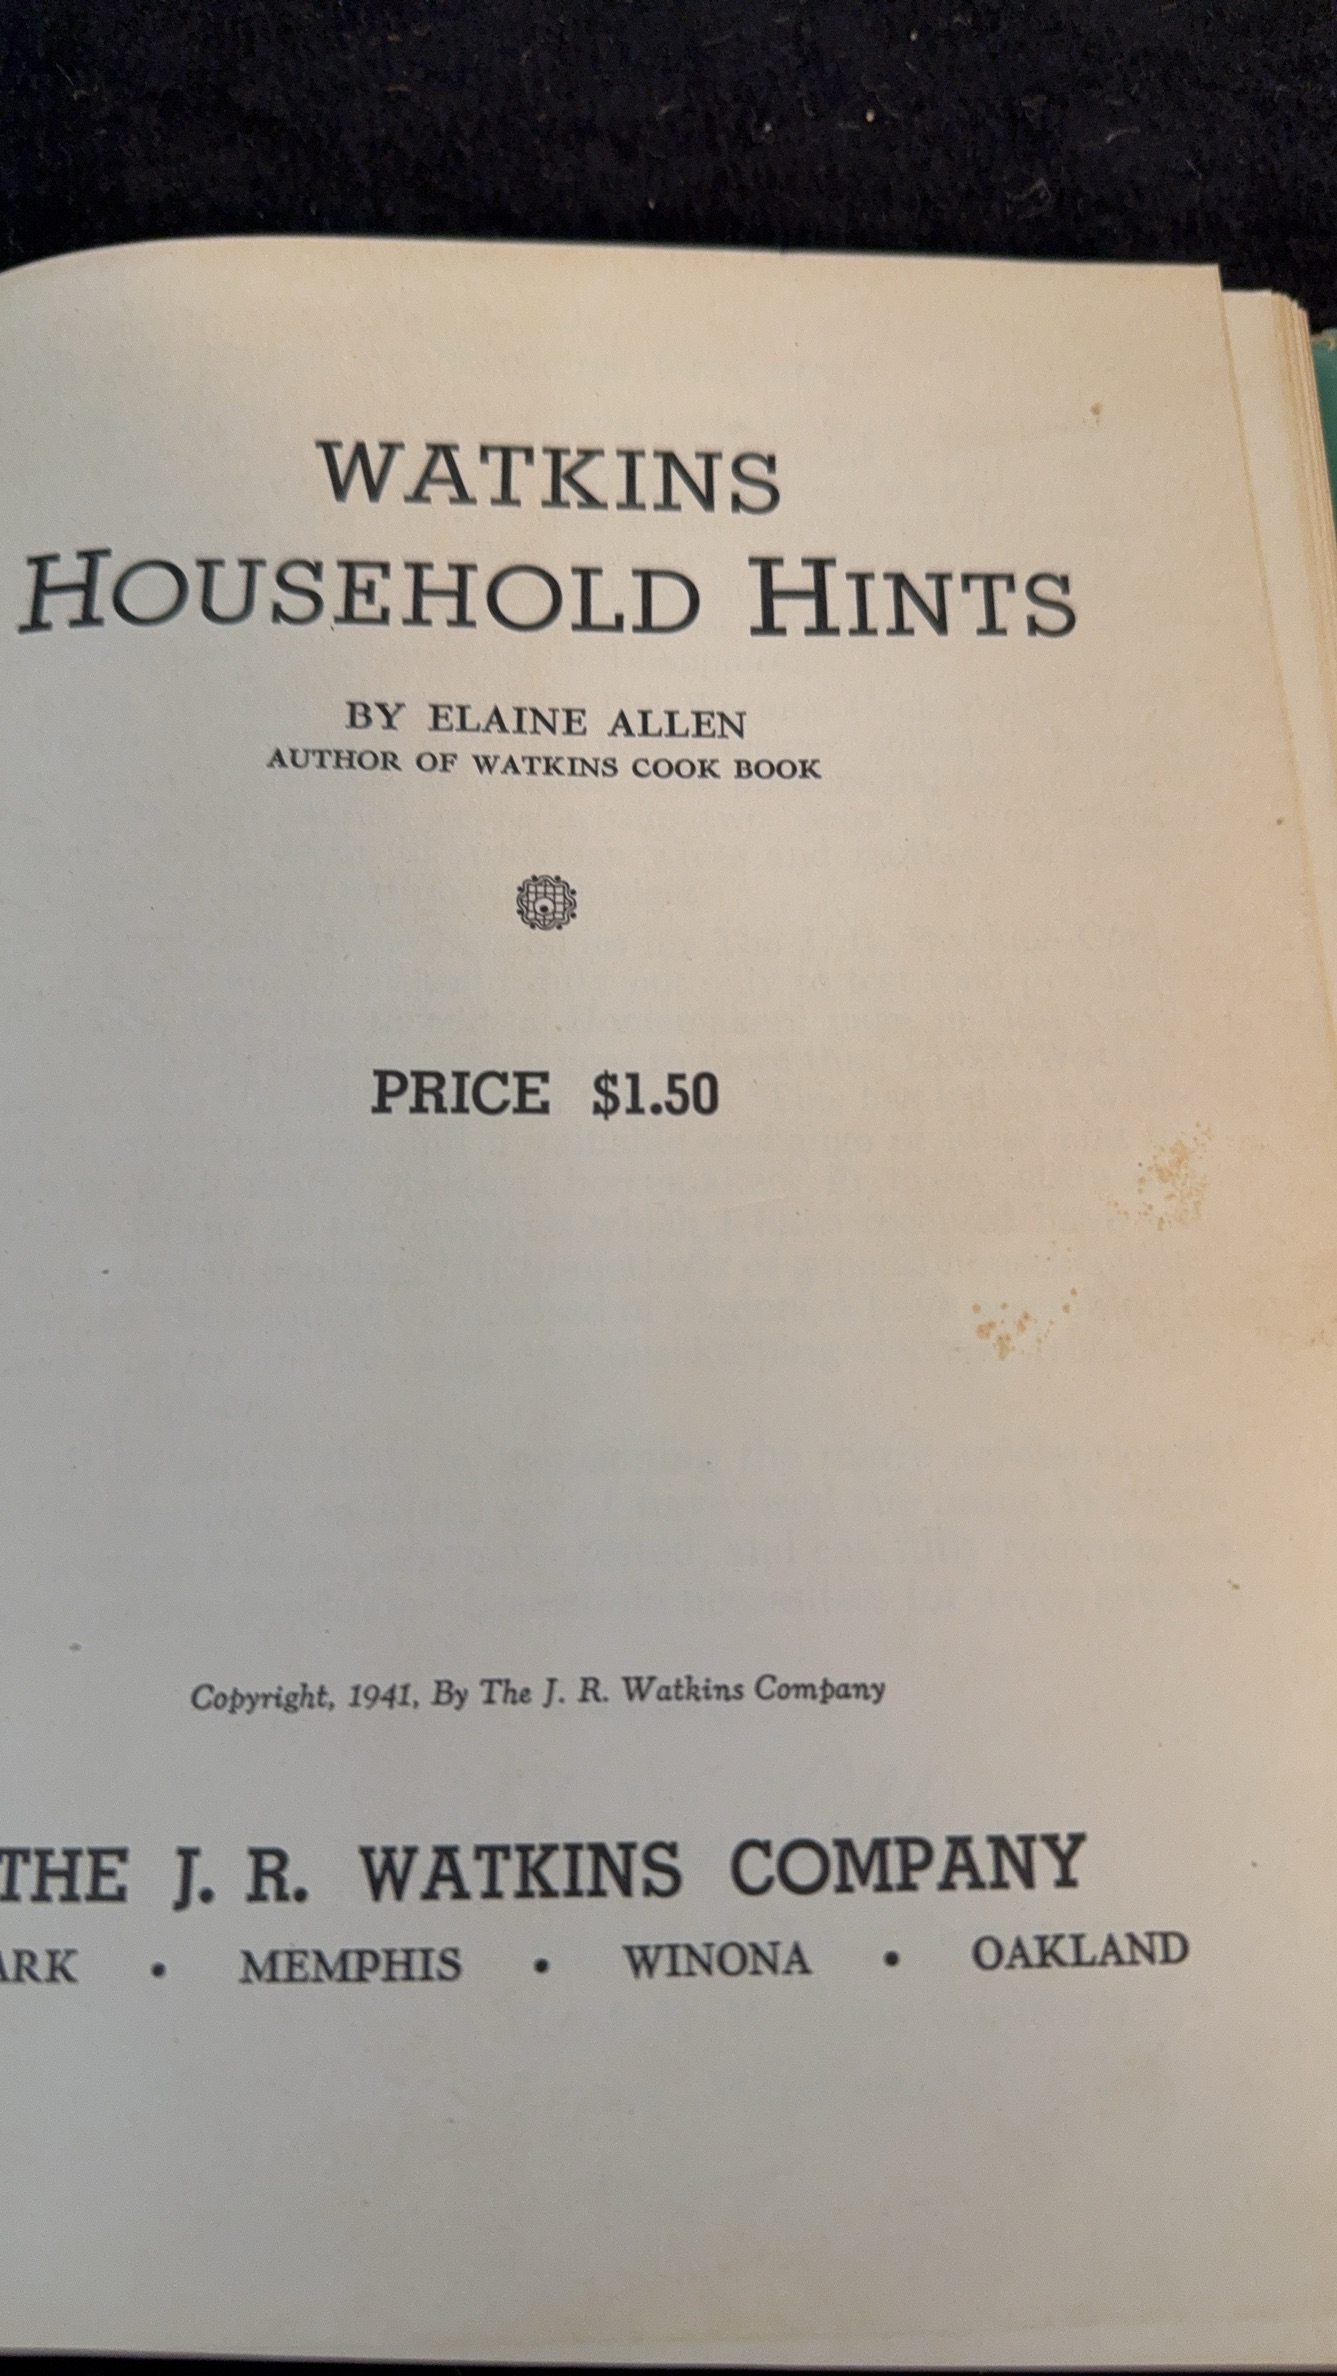 WATKINS
HOUSEHOLD HINTS
BY ELAINE ALLEN
AUTHOR OF WATKINS COOK BOOK
PRICE $1.50
Copyright, 1941, By The J. R. Watkins Company
THE J. R. WATKINS COMPANY
ARK • MEMPHIS • WINONA • OAKLAND